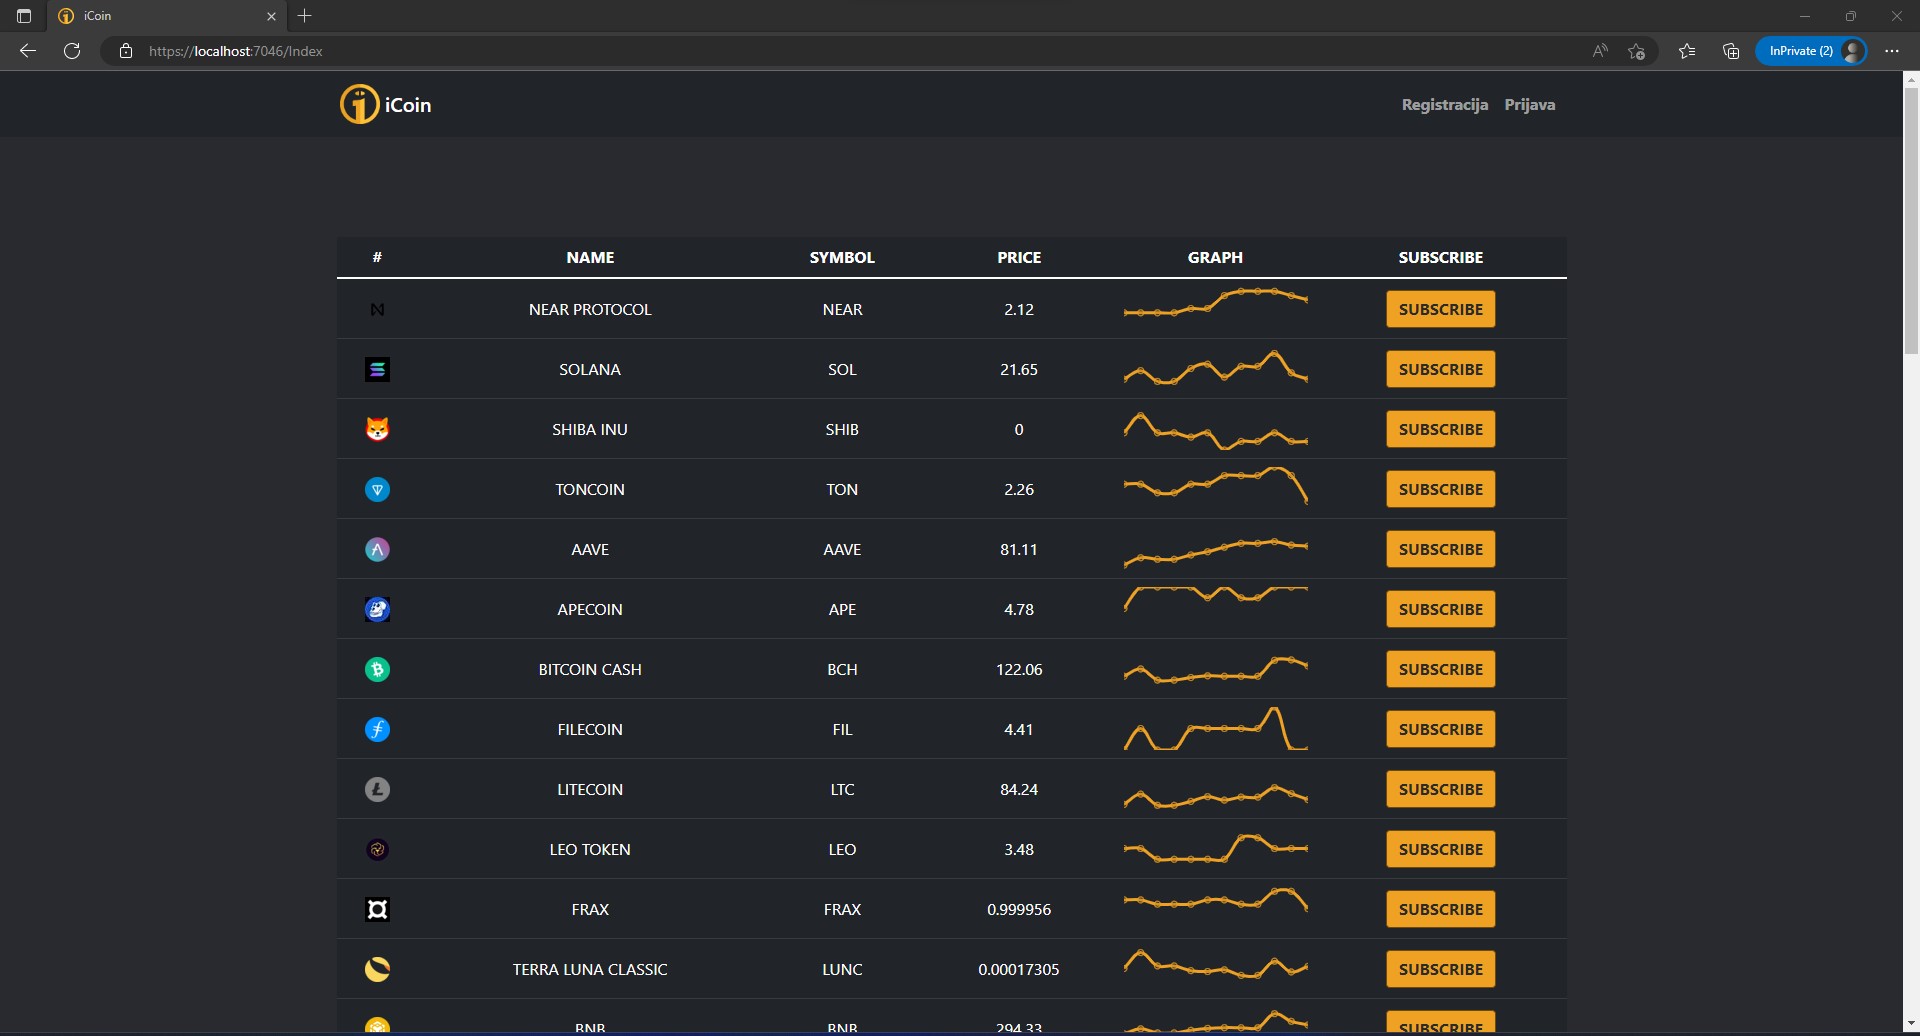 iCoin
https://localhost:7046/Index
InPrivate (2)
iCoin
Registracija Prijava
# NAME SYMBOL PRICE GRAPH SUBSCRIBE
NEAR PROTOCOL NEAR 2.12 SUBSCRIBE
SOLANA SOL 21.65 SUBSCRIBE
SHIBA INU SHIB 0 SUBSCRIBE
TONCOIN TON 2.26 SUBSCRIBE
AAVE AAVE 81.11 SUBSCRIBE
APECOIN APE 4.78 SUBSCRIBE
BITCOIN CASH BCH 122.06 SUBSCRIBE
FILECOIN FIL 4.41 SUBSCRIBE
LITECOIN LTC 84.24 SUBSCRIBE
LEO TOKEN LEO 3.48 SUBSCRIBE
FRAX FRAX 0.999956 SUBSCRIBE
TERRA LUNA CLASSIC LUNC 0.00017305 SUBSCRIBE
BNB BNB 294.33 SUBSCRIBE